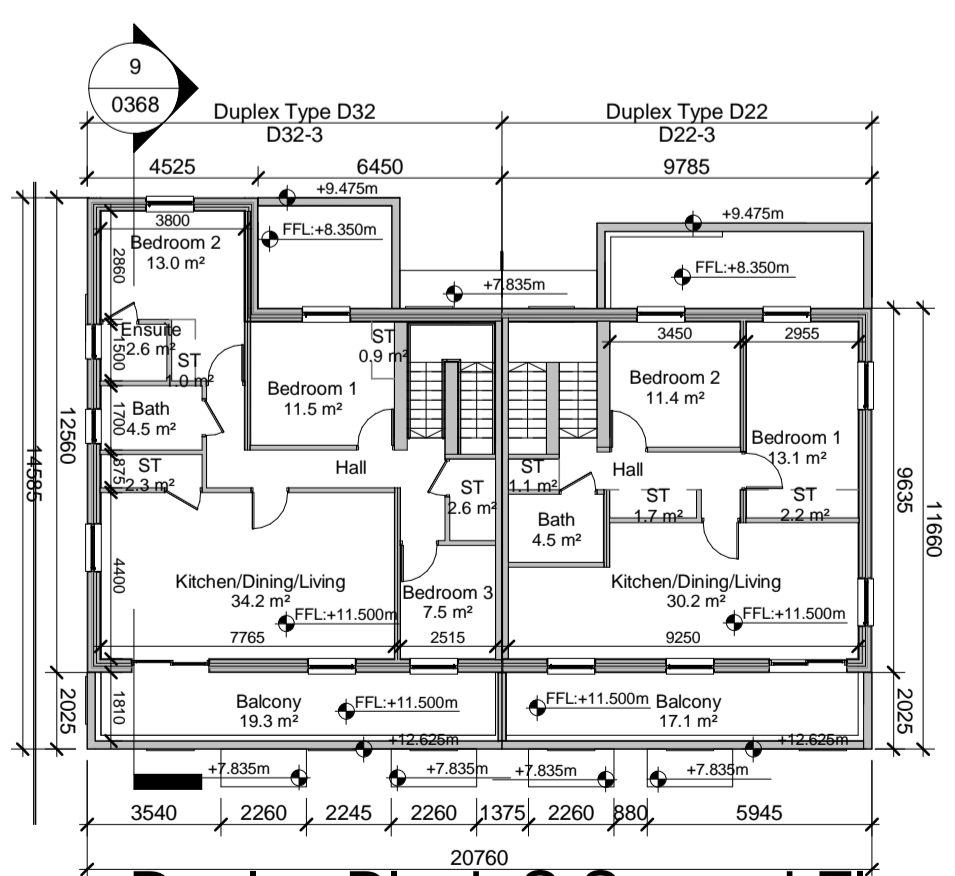 9
0368
Duplex Type D32
Duplex Type D22
D32-3
D22-3
4525
6450
9785
+9.475m
3800
Bedroom 2
13.0 m²
FFL:+8.350m
+9.475m
FFL:+8.350m
+7.835m
2860
Ensuite
2.6 m²
1500
ST
1.0 m²
ST
0.9 m²
Bedroom 1
11.5 m²
3450
2955
Bedroom 2
11.4 m²
Bath
4.5 m²
1700
Bedroom 1
13.1 m²
12560
14585
ST
2.3 m²
875
Hall
ST
2.6 m²
ST
1.1 m²
Hall
ST
1.7 m²
ST
2.2 m²
9635
11660
Bath
4.5 m²
4400
Kitchen/Dining/Living
34.2 m²
FFL:+11.500m
Bedroom 3
7.5 m²
Kitchen/Dining/Living
30.2 m²
FFL:+11.500m
7765
2515
9250
2025
1810
Balcony
19.3 m²
FFL:+11.500m
FFL:+11.500m
Balcony
17.1 m²
2025
+12.625m
+12.625m
+7.835m
+7.835m
+7.835m
+7.835m
3540
2260
2245
2260
1375
2260
880
5945
20760